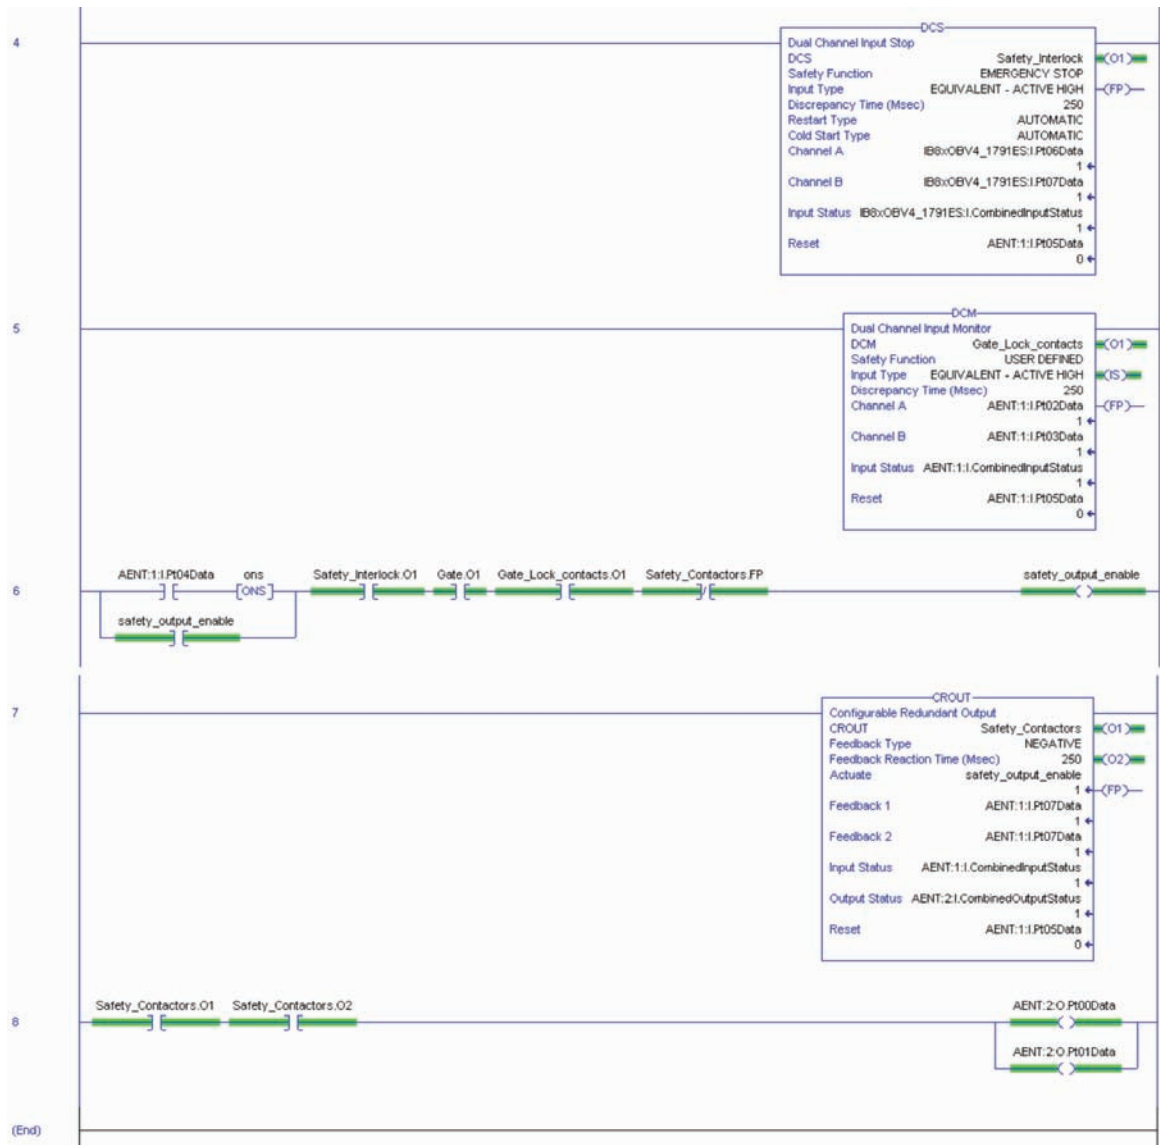 4
DCS
Dual Channel Input Stop
DCS Safety_Interlock (O1)
Safety Function EMERGENCY STOP
Input Type EQUIVALENT - ACTIVE HIGH (FP)
Discrepancy Time (Msec) 250
Restart Type AUTOMATIC
Cold Start Type AUTOMATIC
Channel A IB8xOBV4_1791ES:I.Pt06Data
1
Channel B IB8xOBV4_1791ES:I.Pt07Data
1
Input Status IB8xOBV4_1791ES:I.CombinedInputStatus
1
Reset AENT:1:I.Pt05Data
0
5
DCM
Dual Channel Input Monitor
DCM Gate_Lock_contacts (O1)
Safety Function USER DEFINED
Input Type EQUIVALENT - ACTIVE HIGH (IS)
Discrepancy Time (Msec) 250
Channel A AENT:1:I.Pt02Data (FP)
1
Channel B AENT:1:I.Pt03Data
1
Input Status AENT:1:I.CombinedInputStatus
1
Reset AENT:1:I.Pt05Data
0
AENT:1:I.Pt04Data ons Safety_Interlock.O1 Gate.O1 Gate_Lock_contacts.O1 Safety_Contactors.FP safety_output_enable
6 [ONS]
safety_output_enable
7
CROUT
Configurable Redundant Output
CROUT Safety_Contactors (O1)
Feedback Type NEGATIVE
Feedback Reaction Time (Msec) 250 (O2)
Actuate safety_output_enable
1 (FP)
Feedback 1 AENT:1:I.Pt07Data
1
Feedback 2 AENT:1:I.Pt07Data
1
Input Status AENT:1:I.CombinedInputStatus
1
Output Status AENT:2:I.CombinedOutputStatus
1
Reset AENT:1:I.Pt05Data
0
Safety_Contactors.O1 Safety_Contactors.O2 AENT:2:O.Pt00Data
8
AENT:2:O.Pt01Data
(End)